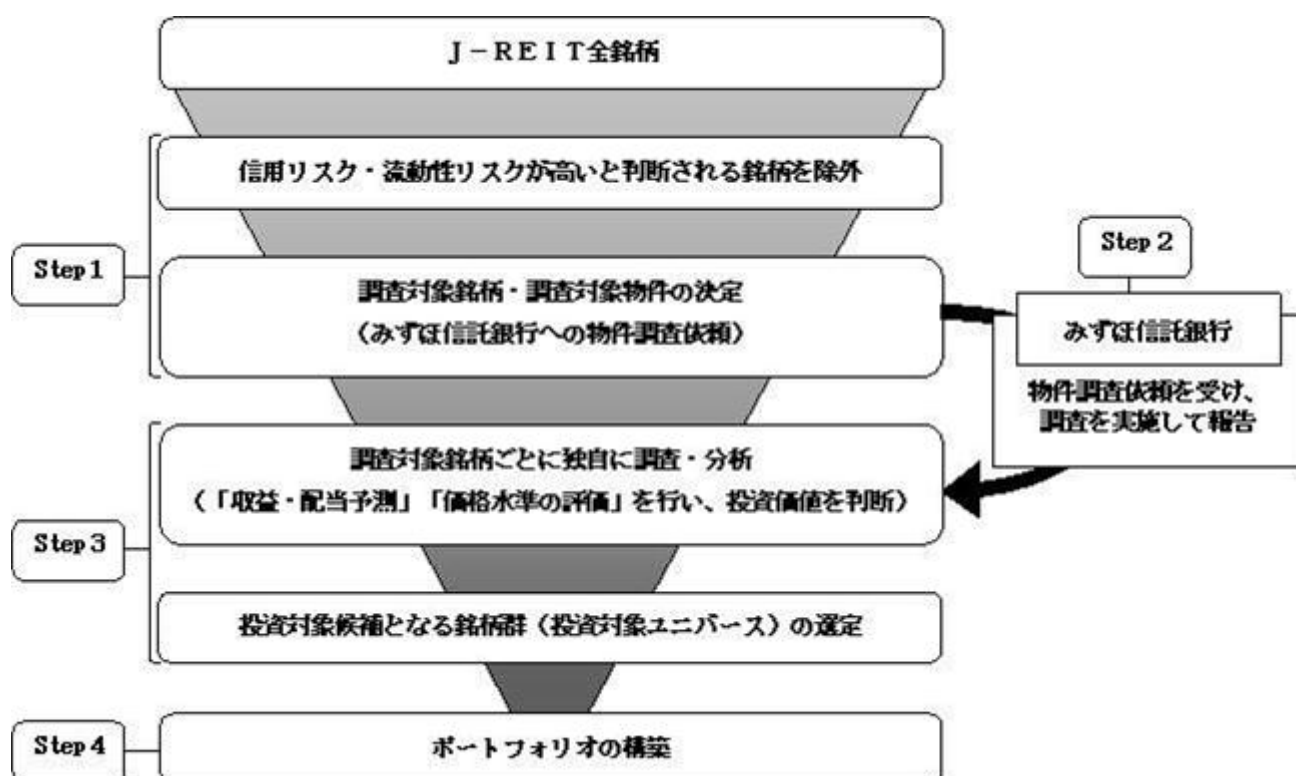 J－REIT全銘柄
信用リスク・流動性リスクが高いと判断される銘柄を除外
Step1
調査対象銘柄・調査対象物件の決定
（みずほ信託銀行への物件調査依頼）
Step2
みずほ信託銀行
物件調査依頼を受け、
調査を実施して報告
Step3
調査対象銘柄ごとに独自に調査・分析
（「収益・配当予測」「価格水準の評価」を行い、投資価値を判断）
投資対象候補となる銘柄群（投資対象ユニバース）の選定
Step4
ポートフォリオの構築